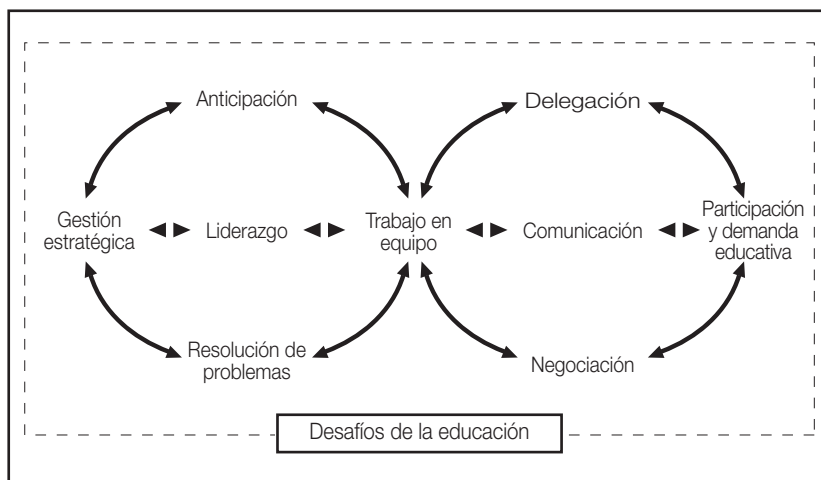 Anticipación
Delegación
Gestión
estratégica
Liderazgo
Trabajo en
equipo
Comunicación
Participación
y demanda
educativa
Resolución de
problemas
Negociación
Desafíos de la educación